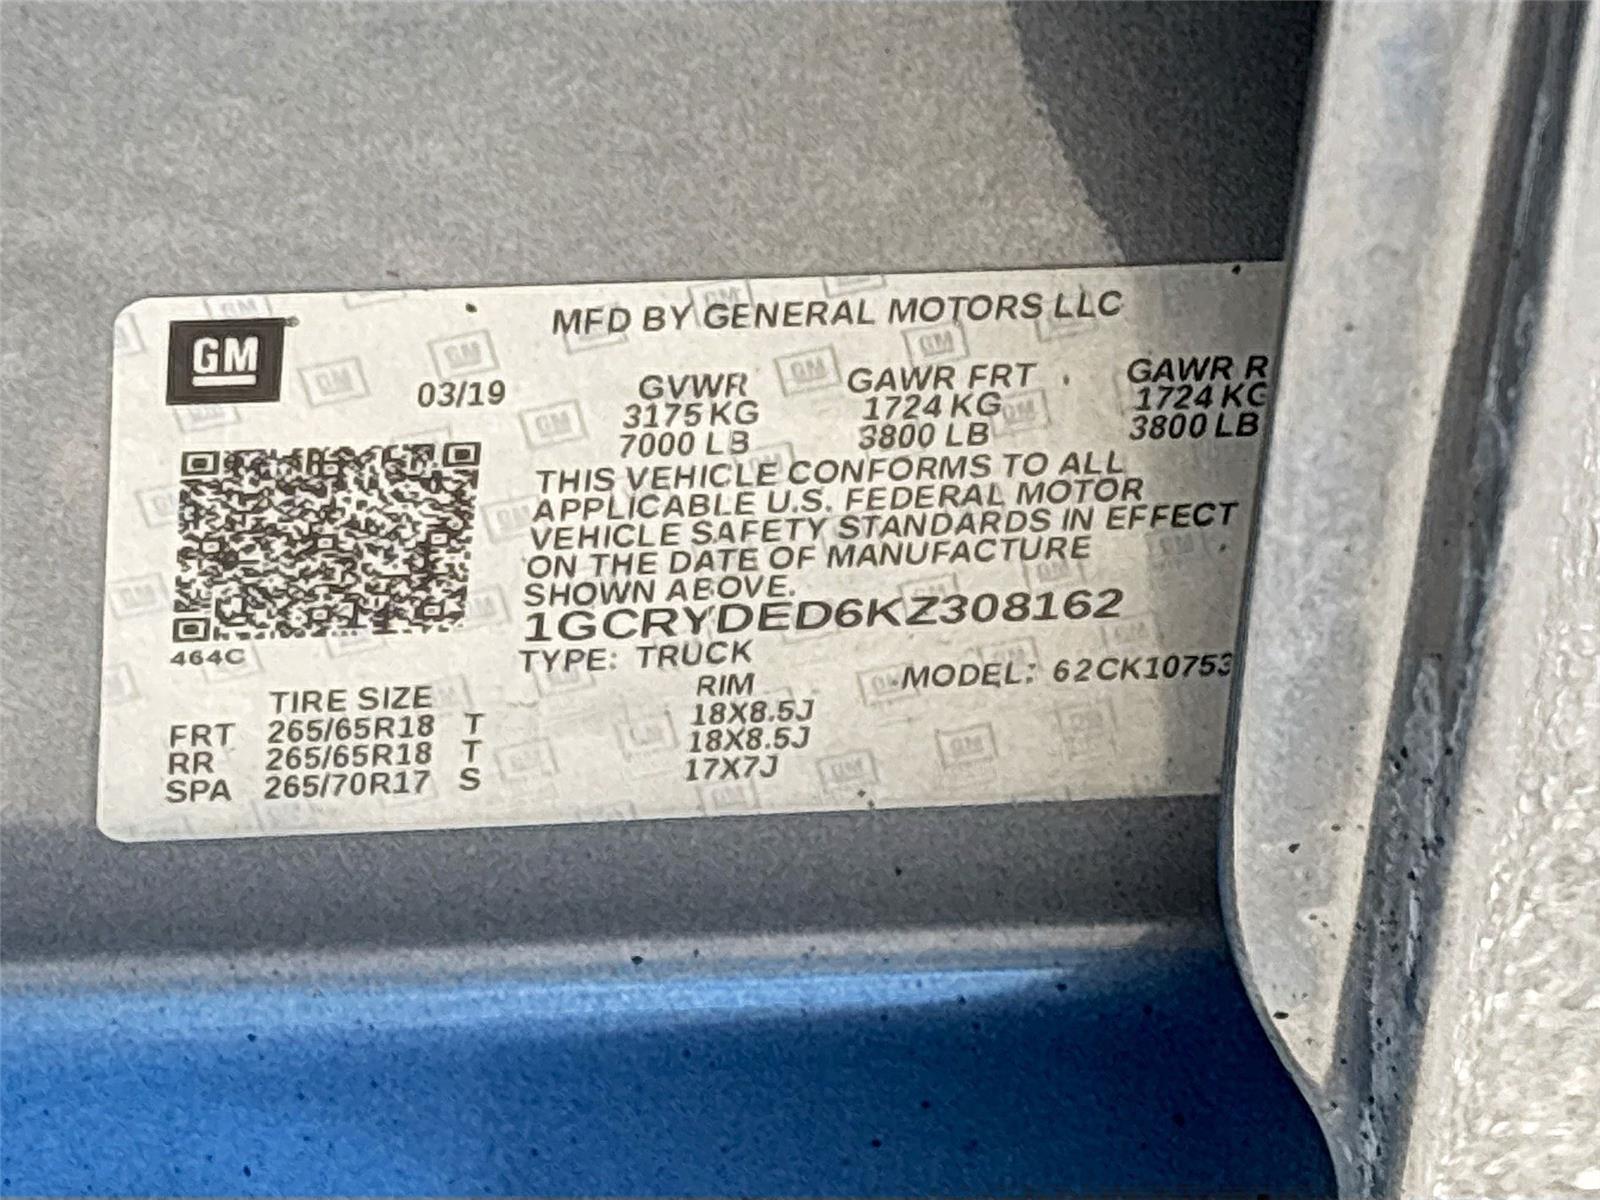 GM
MFD BY GENERAL MOTORS LLC
03/19
GVWR GAWR FRT GAWR R
3175 KG 1724 KG 1724 KG
7000 LB 3800 LB 3800 LB
THIS VEHICLE CONFORMS TO ALL
APPLICABLE U.S. FEDERAL MOTOR
VEHICLE SAFETY STANDARDS IN EFFECT
ON THE DATE OF MANUFACTURE
SHOWN ABOVE.
1GCRYDED6KZ308162
464C
TYPE: TRUCK MODEL: 62CK10753
TIRE SIZE RIM
FRT 265/65R18 T 18X8.5J
RR 265/65R18 T 18X8.5J
SPA 265/70R17 S 17X7J